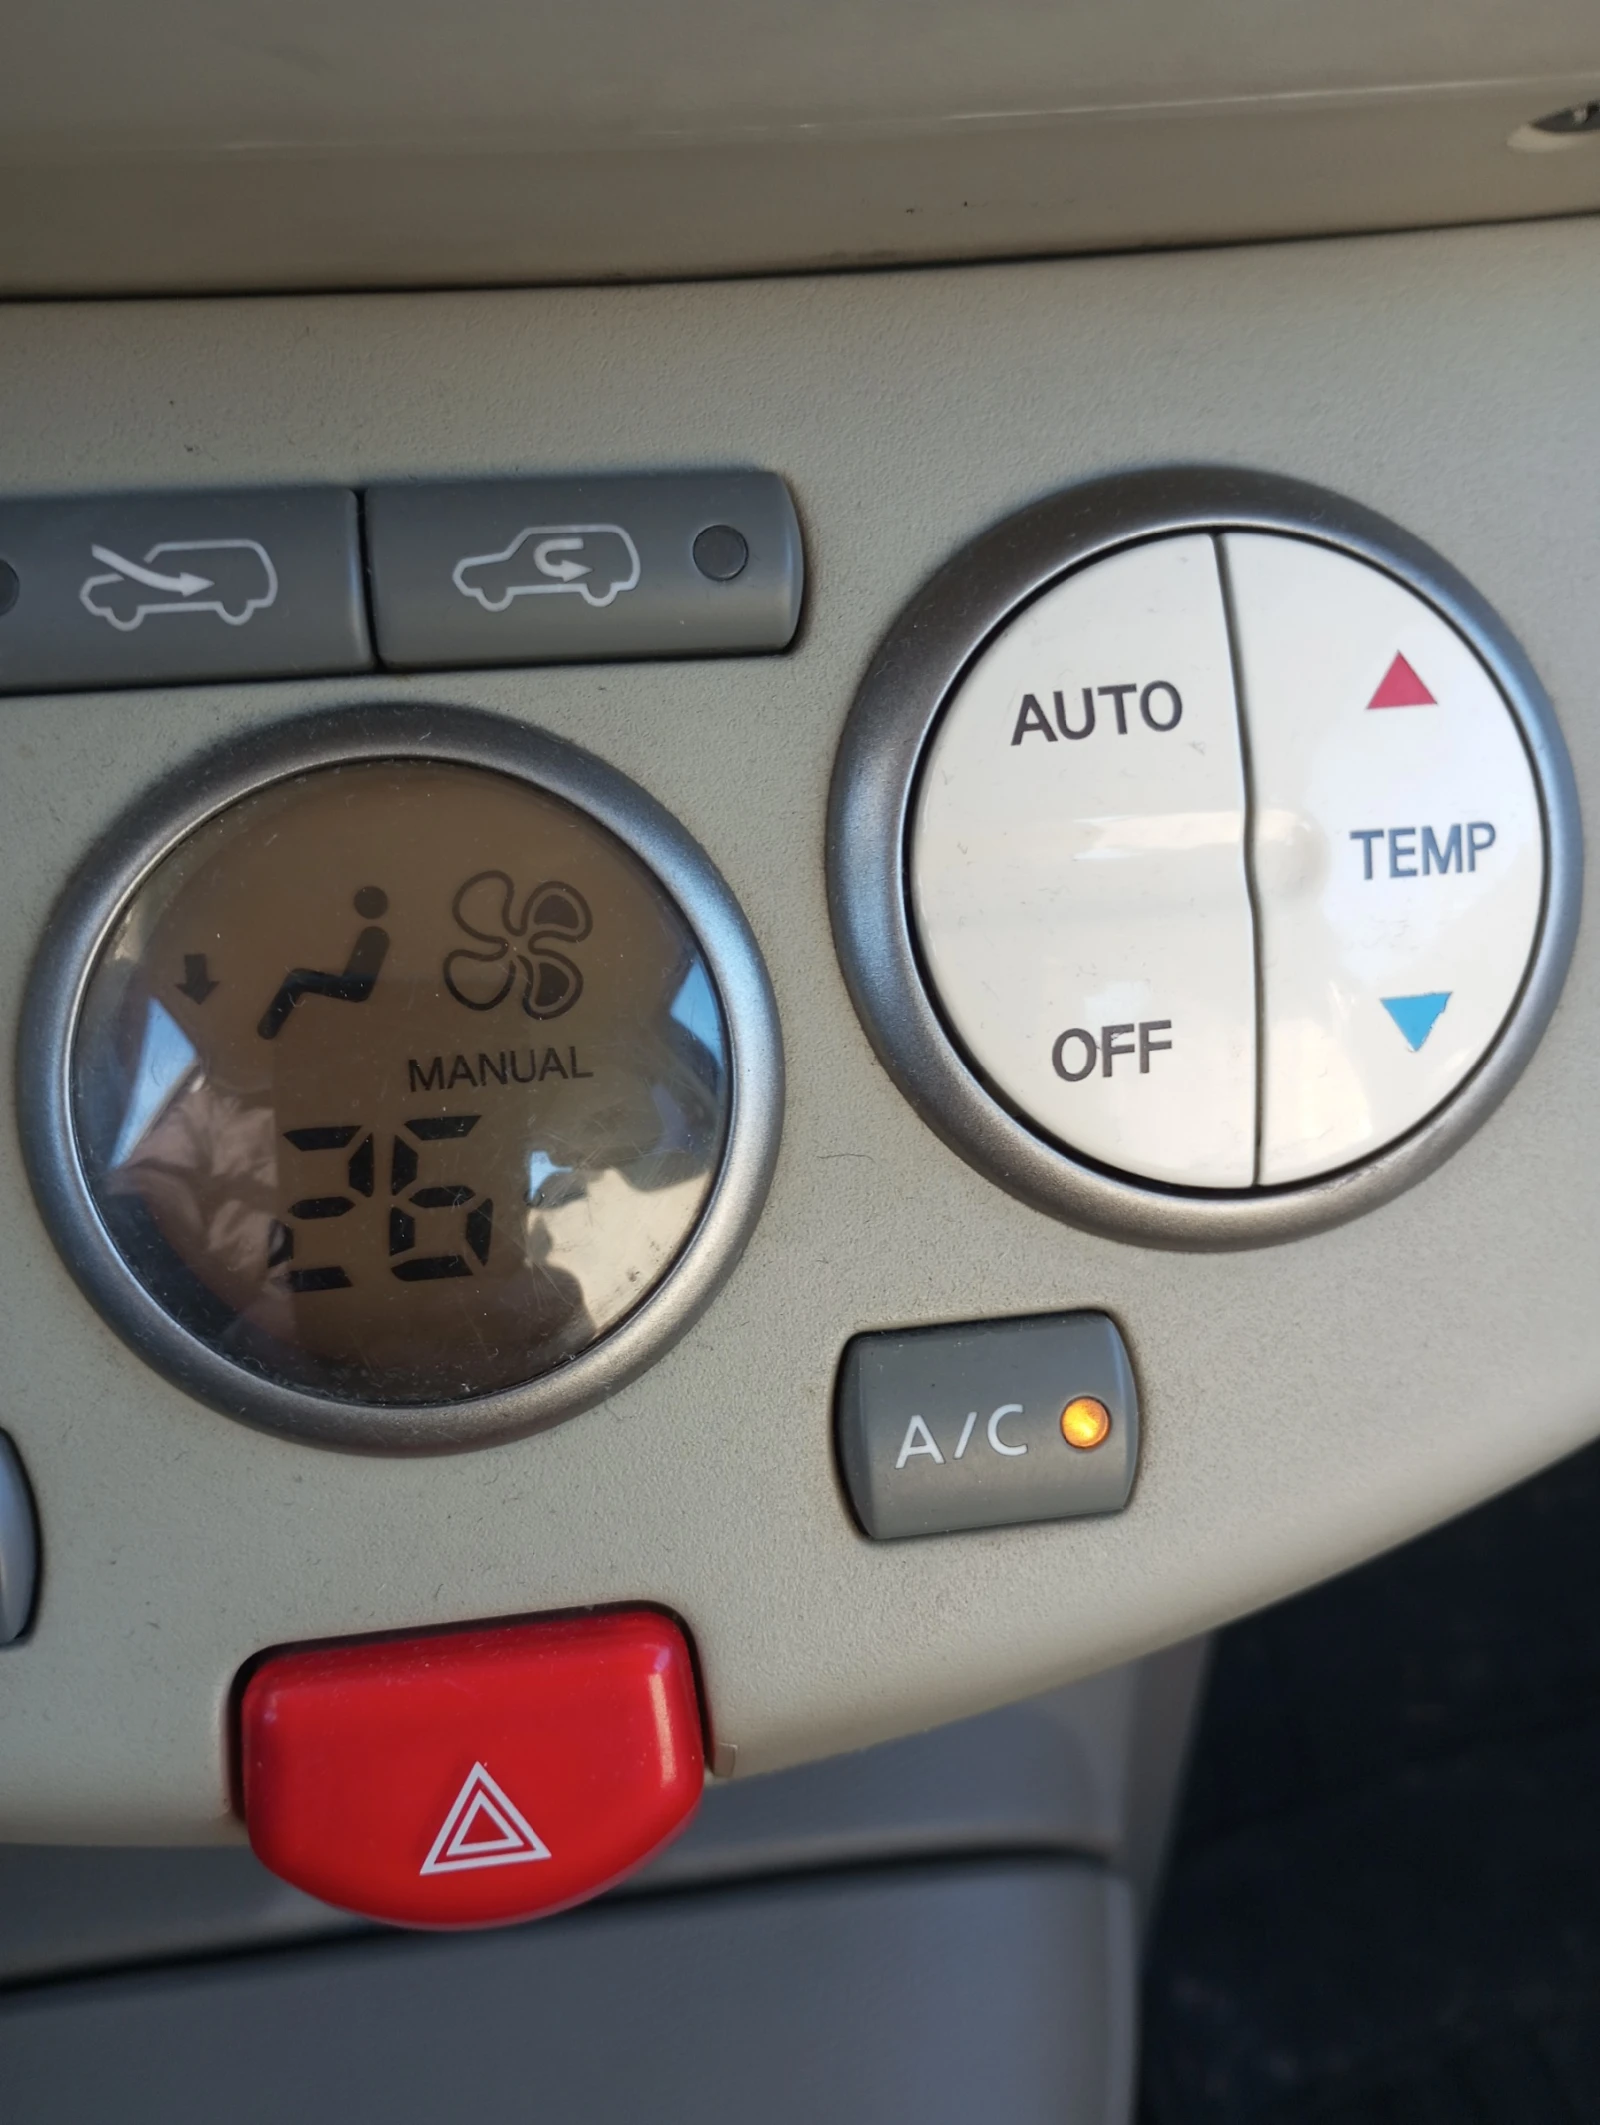 AUTO
TEMP
OFF
MANUAL
26
A/C